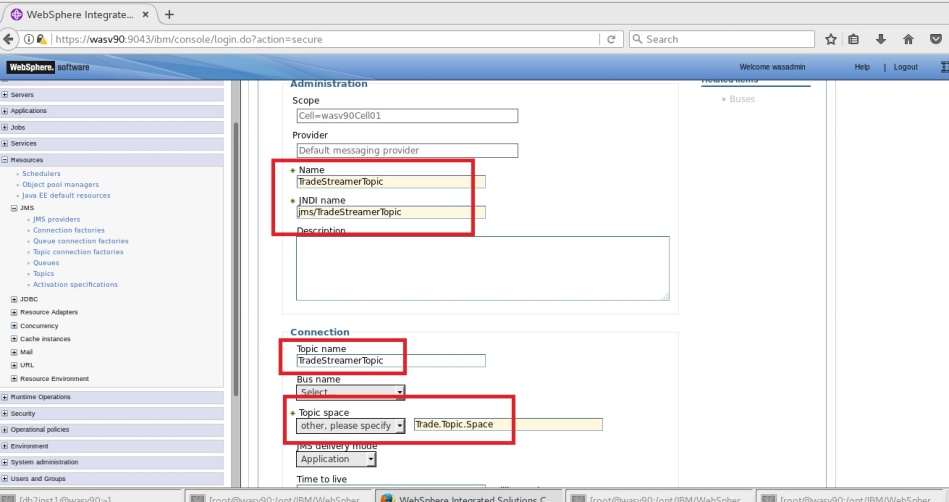 WebSphere Integrate...
https://wasv90:9043/ibm/console/login.do?action=secure
Search
WebSphere. software
Welcome wasadmin
Help | Logout
Servers
Applications
Jobs
Services
Resources
Schedulers
Object pool managers
Java EE default resources
JMS
JMS providers
Connection factories
Queue connection factories
Topic connection factories
Queues
Topics
Activation specifications
JDBC
Resource Adapters
Concurrency
Cache instances
Mail
URL
Resource Environment
Runtime Operations
Security
Operational policies
Environment
System administration
Users and Groups
Administration
Scope
Cell=wasv90Cell01
Provider
Default messaging provider
* Name
TradeStreamerTopic
* JNDI name
jms/TradeStreamerTopic
Description
Connection
Topic name
TradeStreamerTopic
Bus name
Select
* Topic space
other, please specify
Trade.Topic.Space
JMS delivery mode
Application
Time to live
Related Items
Buses
[db2inst1@wasv90:~]
[root@wasv90:/opt/IBM/WebSpher...
WebSphere Integrated Solutions C...
[root@wasv90:/opt/IBM/WebSpher...
[root@wasv90:/opt/IBM/WebSpher...